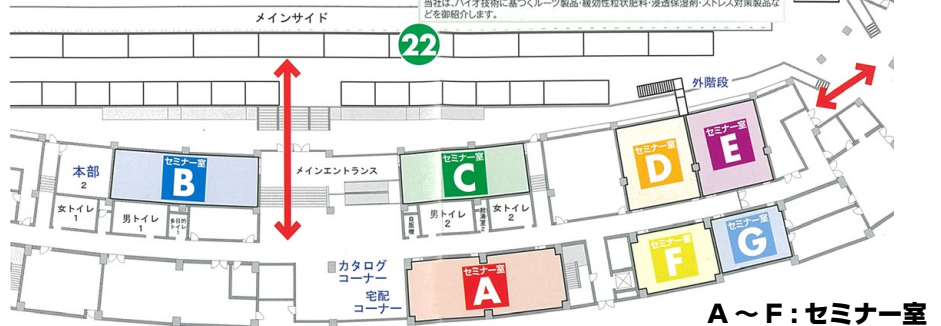 当社は、バイオ技術に基づくルーツ製品・緩効性粒状肥料・浸透保湿剤・ストレス対策製品な
どを御紹介します。
メインサイド
22
外階段
本部
2
セミナー室
B
メインエントランス
セミナー室
C
セミナー室
D
セミナー室
E
女トイレ
1
男トイレ
1
多目的
トイレ
1
自販機
男トイレ
2
給湯室2
女トイレ
2
カタログ
コーナー
宅配
コーナー
セミナー室
A
セミナー室
F
セミナー室
G
A～F:セミナー室